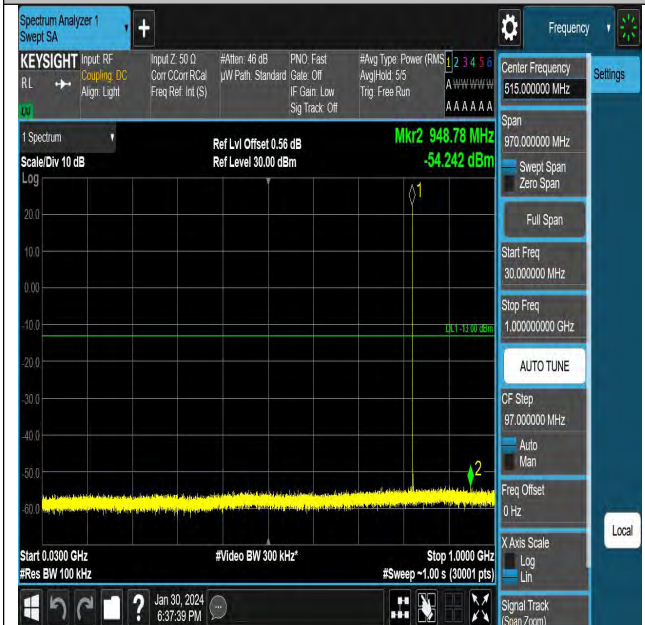 Spectrum Analyzer 1
Swept SA
+
Frequency
KEYSIGHT
RL
Input: RF
Coupling: DC
Align: Light
Input Z: 50 Ω
Corr CCorr RCal
Freq Ref: Int (S)
#Atten: 46 dB
µW Path: Standard
PNO: Fast
Gate: Off
IF Gain: Low
Sig Track: Off
#Avg Type: Power (RMS
Avg|Hold: 5/5
Trig: Free Run
1 2 3 4 5 6
A W W W W W
A A A A A A
1 Spectrum
Scale/Div 10 dB
Log
Ref Lvl Offset 0.56 dB
Ref Level 30.00 dBm
Mkr2 948.78 MHz
-54.242 dBm
1
20.0
10.0
0.00
-10.0
DL1 -13.00 dBm
-20.0
-30.0
-40.0
-50.0
2
-60.0
Start 0.0300 GHz
#Res BW 100 kHz
#Video BW 300 kHz*
Stop 1.0000 GHz
#Sweep ~1.00 s (30001 pts)
Center Frequency
515.000000 MHz
Settings
Span
970.000000 MHz
Swept Span
Zero Span
Full Span
Start Freq
30.000000 MHz
Stop Freq
1.000000000 GHz
AUTO TUNE
CF Step
97.000000 MHz
Auto
Man
Freq Offset
0 Hz
X Axis Scale
Log
Lin
Local
Signal Track
(Span Zoom)
?
Jan 30, 2024
6:37:39 PM